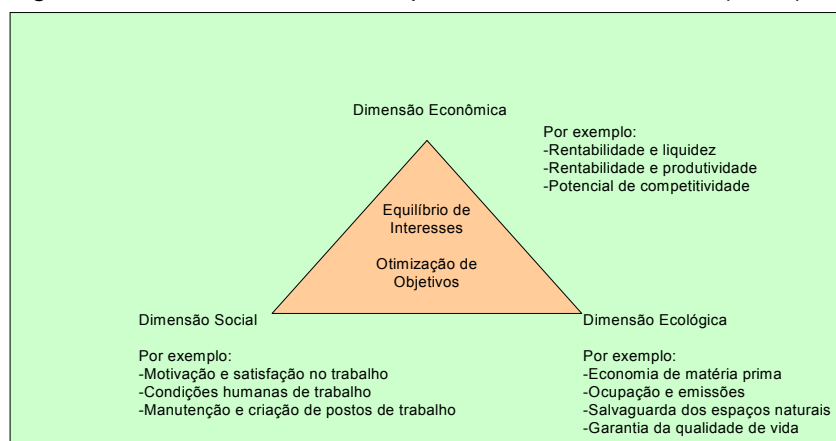 Dimensão Econômica
Por exemplo:
-Rentabilidade e liquidez
-Rentabilidade e produtividade
-Potencial de competitividade
Equilíbrio de
Interesses
Otimização de
Objetivos
Dimensão Social
Por exemplo:
-Motivação e satisfação no trabalho
-Condições humanas de trabalho
-Manutenção e criação de postos de trabalho
Dimensão Ecológica
Por exemplo:
-Economia de matéria prima
-Ocupação e emissões
-Salvaguarda dos espaços naturais
-Garantia da qualidade de vida